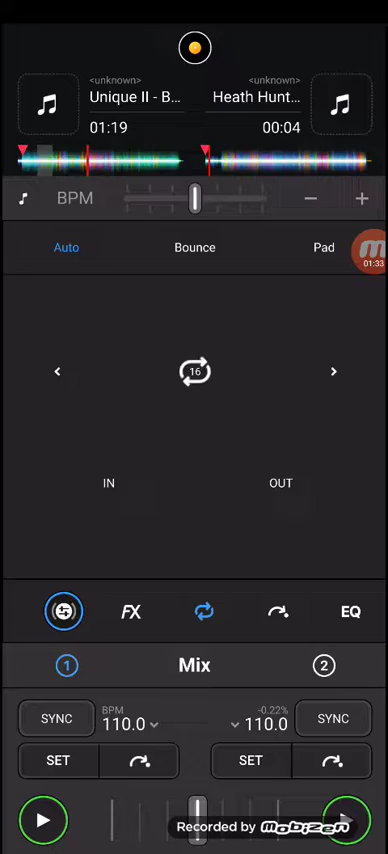 <unknown>
Unique II - B...
01:19
<unknown>
Heath Hunt...
00:04
BPM
Auto
Bounce
Pad
01:33
16
IN
OUT
FX
EQ
1
Mix
2
SYNC
BPM
110.0
-0.22%
110.0
SYNC
SET
SET
Recorded by mobizen